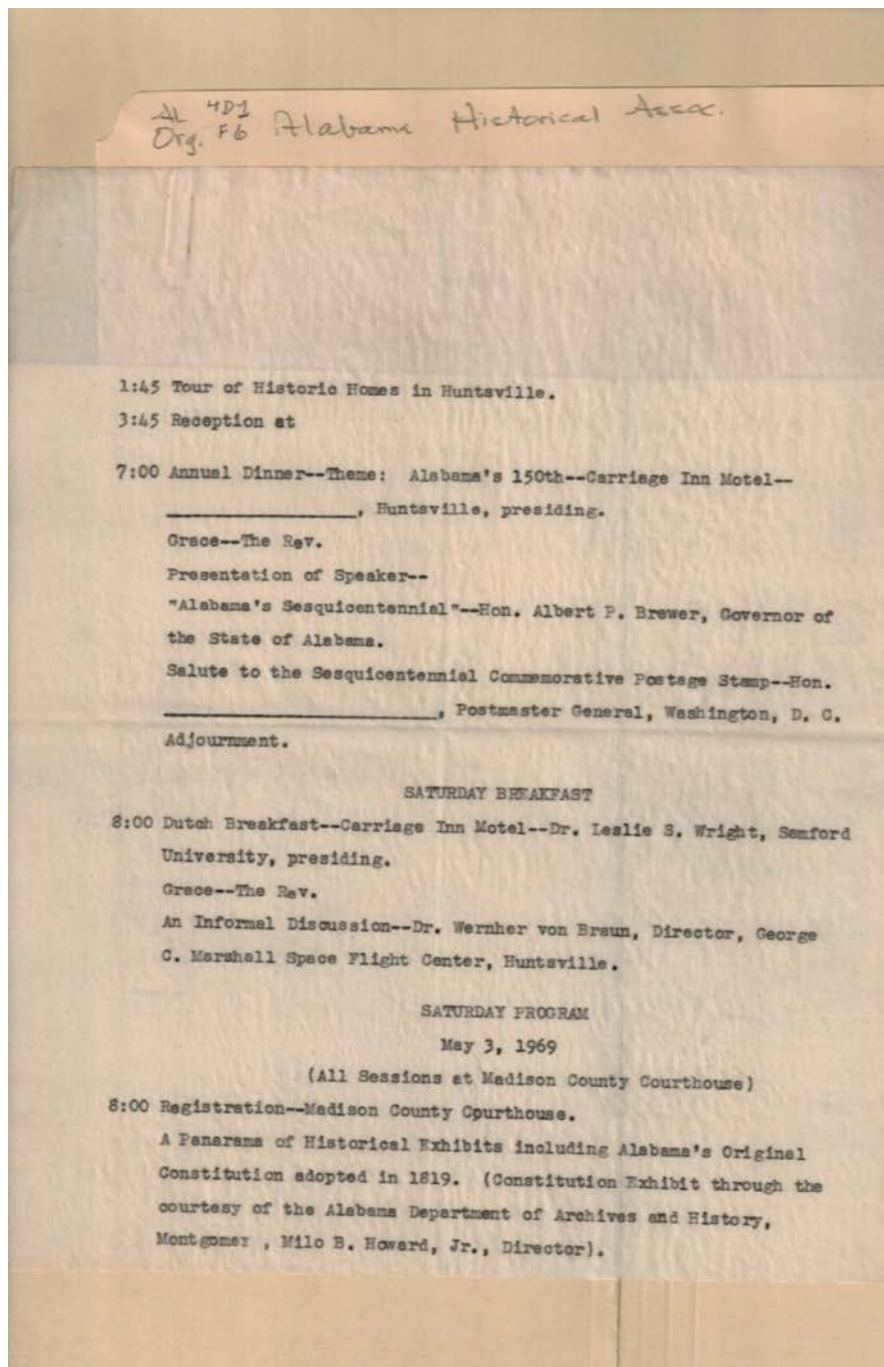 AL 4D1
Org. F6 Alabama Historical Assoc.
1:45 Tour of Historic Homes in Huntsville.
3:45 Reception at
7:00 Annual Dinner--Theme: Alabama's 150th--Carriage Inn Motel--
__________________, Huntsville, presiding.
Grace--The Rev.
Presentation of Speaker--
"Alabama's Sesquicentennial"--Hon. Albert P. Brewer, Governor of
the State of Alabama.
Salute to the Sesquicentennial Commemorative Postage Stamp--Hon.
__________________________, Postmaster General, Washington, D. C.
Adjournment.
SATURDAY BREAKFAST
8:00 Dutch Breakfast--Carriage Inn Motel--Dr. Leslie S. Wright, Samford
University, presiding.
Grace--The Rev.
An Informal Discussion--Dr. Wernher von Braun, Director, George
C. Marshall Space Flight Center, Huntsville.
SATURDAY PROGRAM
May 3, 1969
(All Sessions at Madison County Courthouse)
8:00 Registration--Madison County Courthouse.
A Panarama of Historical Exhibits including Alabama's Original
Constitution adopted in 1819. (Constitution Exhibit through the
courtesy of the Alabama Department of Archives and History,
Montgomer , Milo B. Howard, Jr., Director).